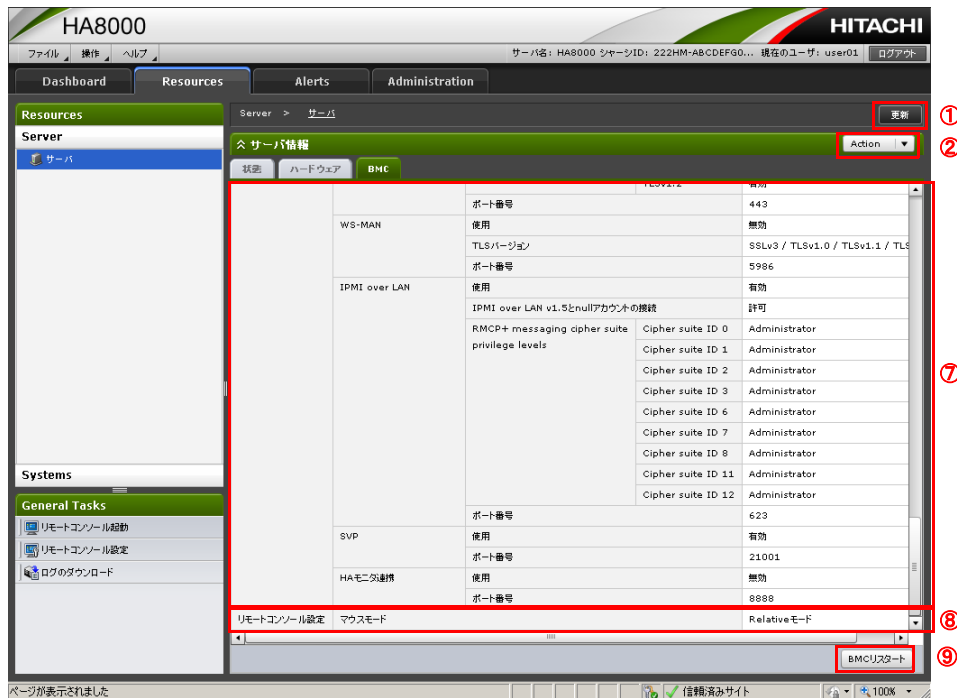 HA8000
HITACHI
ファイル 操作 ヘルプ サーバ名: HA8000 シャーシID: 222HM-ABCDEFG0... 現在のユーザ: user01 ログアウト
Dashboard Resources Alerts Administration
Resources
Server > サーバ
更新 ①
Server
サーバ
サーバ情報
Action ②
状態 ハードウェア BMC
TLSv1.2 有効
ポート番号 443
WS-MAN 使用 無効
TLSバージョン SSLv3 / TLSv1.0 / TLSv1.1 / TLS
ポート番号 5986
IPMI over LAN 使用 有効
IPMI over LAN v1.5とnullアカウントの接続 許可
RMCP+ messaging cipher suite privilege levels Cipher suite ID 0 Administrator
Cipher suite ID 1 Administrator
Cipher suite ID 2 Administrator
⑦
Cipher suite ID 3 Administrator
Cipher suite ID 6 Administrator
Cipher suite ID 7 Administrator
Cipher suite ID 8 Administrator
Cipher suite ID 11 Administrator
Cipher suite ID 12 Administrator
ポート番号 623
SVP 使用 有効
ポート番号 21001
HAモニタ連携 使用 無効
ポート番号 8888
リモートコンソール設定 マウスモード Relativeモード ⑧
BMCリスタート ⑨
Systems
General Tasks
リモートコンソール起動
リモートコンソール設定
ログのダウンロード
ページが表示されました 信頼済みサイト 100%